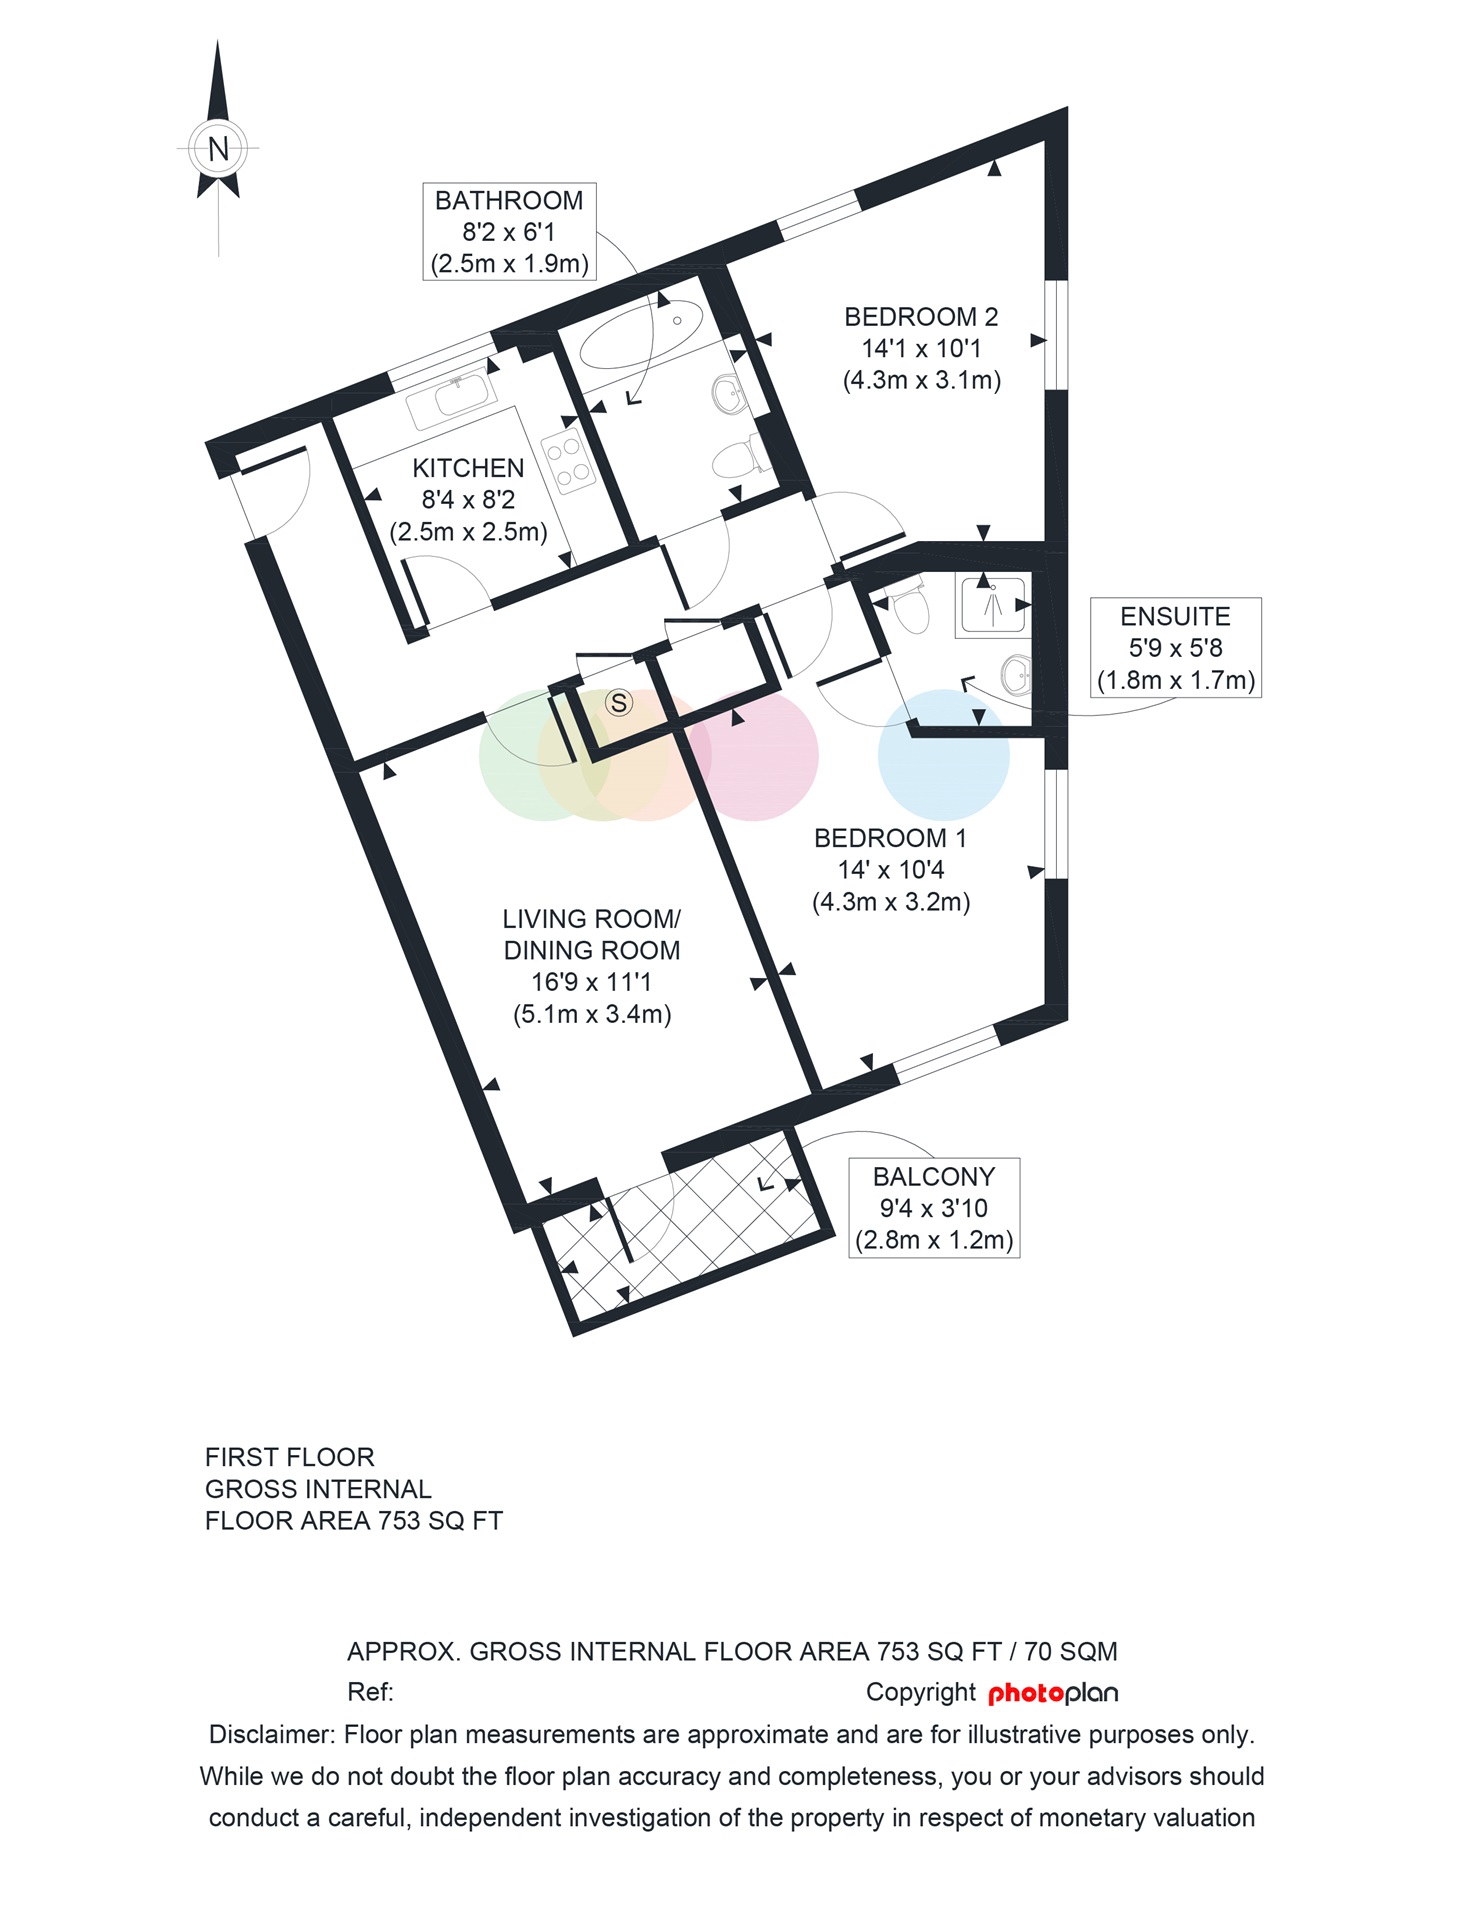 N
BATHROOM
8'2 x 6'1
(2.5m x 1.9m)
BEDROOM 2
14'1 x 10'1
(4.3m x 3.1m)
KITCHEN
8'4 x 8'2
(2.5m x 2.5m)
ENSUITE
5'9 x 5'8
(1.8m x 1.7m)
S
BEDROOM 1
14' x 10'4
(4.3m x 3.2m)
LIVING ROOM/
DINING ROOM
16'9 x 11'1
(5.1m x 3.4m)
BALCONY
9'4 x 3'10
(2.8m x 1.2m)
FIRST FLOOR
GROSS INTERNAL
FLOOR AREA 753 SQ FT
APPROX. GROSS INTERNAL FLOOR AREA 753 SQ FT / 70 SQM
Ref: Copyright photoplan
Disclaimer: Floor plan measurements are approximate and are for illustrative purposes only.
While we do not doubt the floor plan accuracy and completeness, you or your advisors should
conduct a careful, independent investigation of the property in respect of monetary valuation